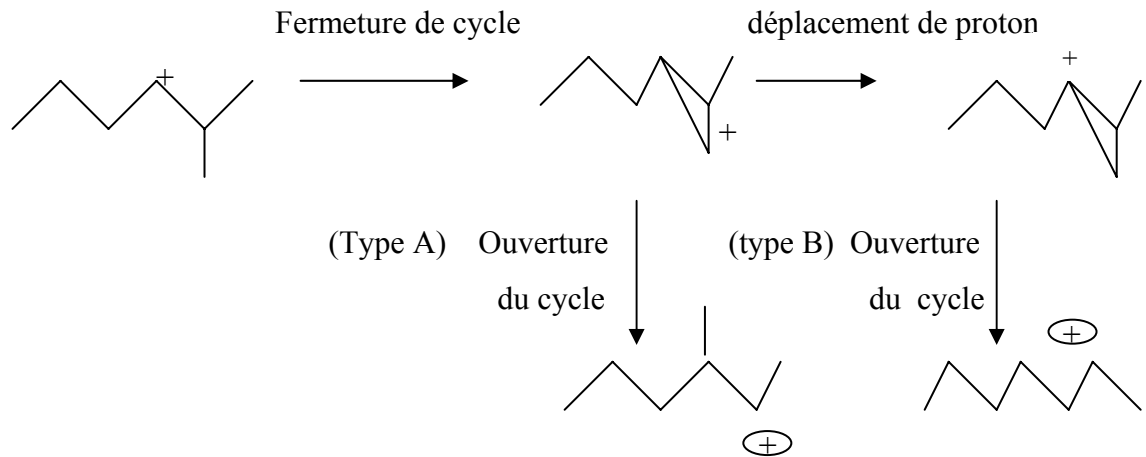 Fermeture de cycle
déplacement de proton
+
+
+
(Type A) Ouverture
du cycle
(type B) Ouverture
du cycle
+
+